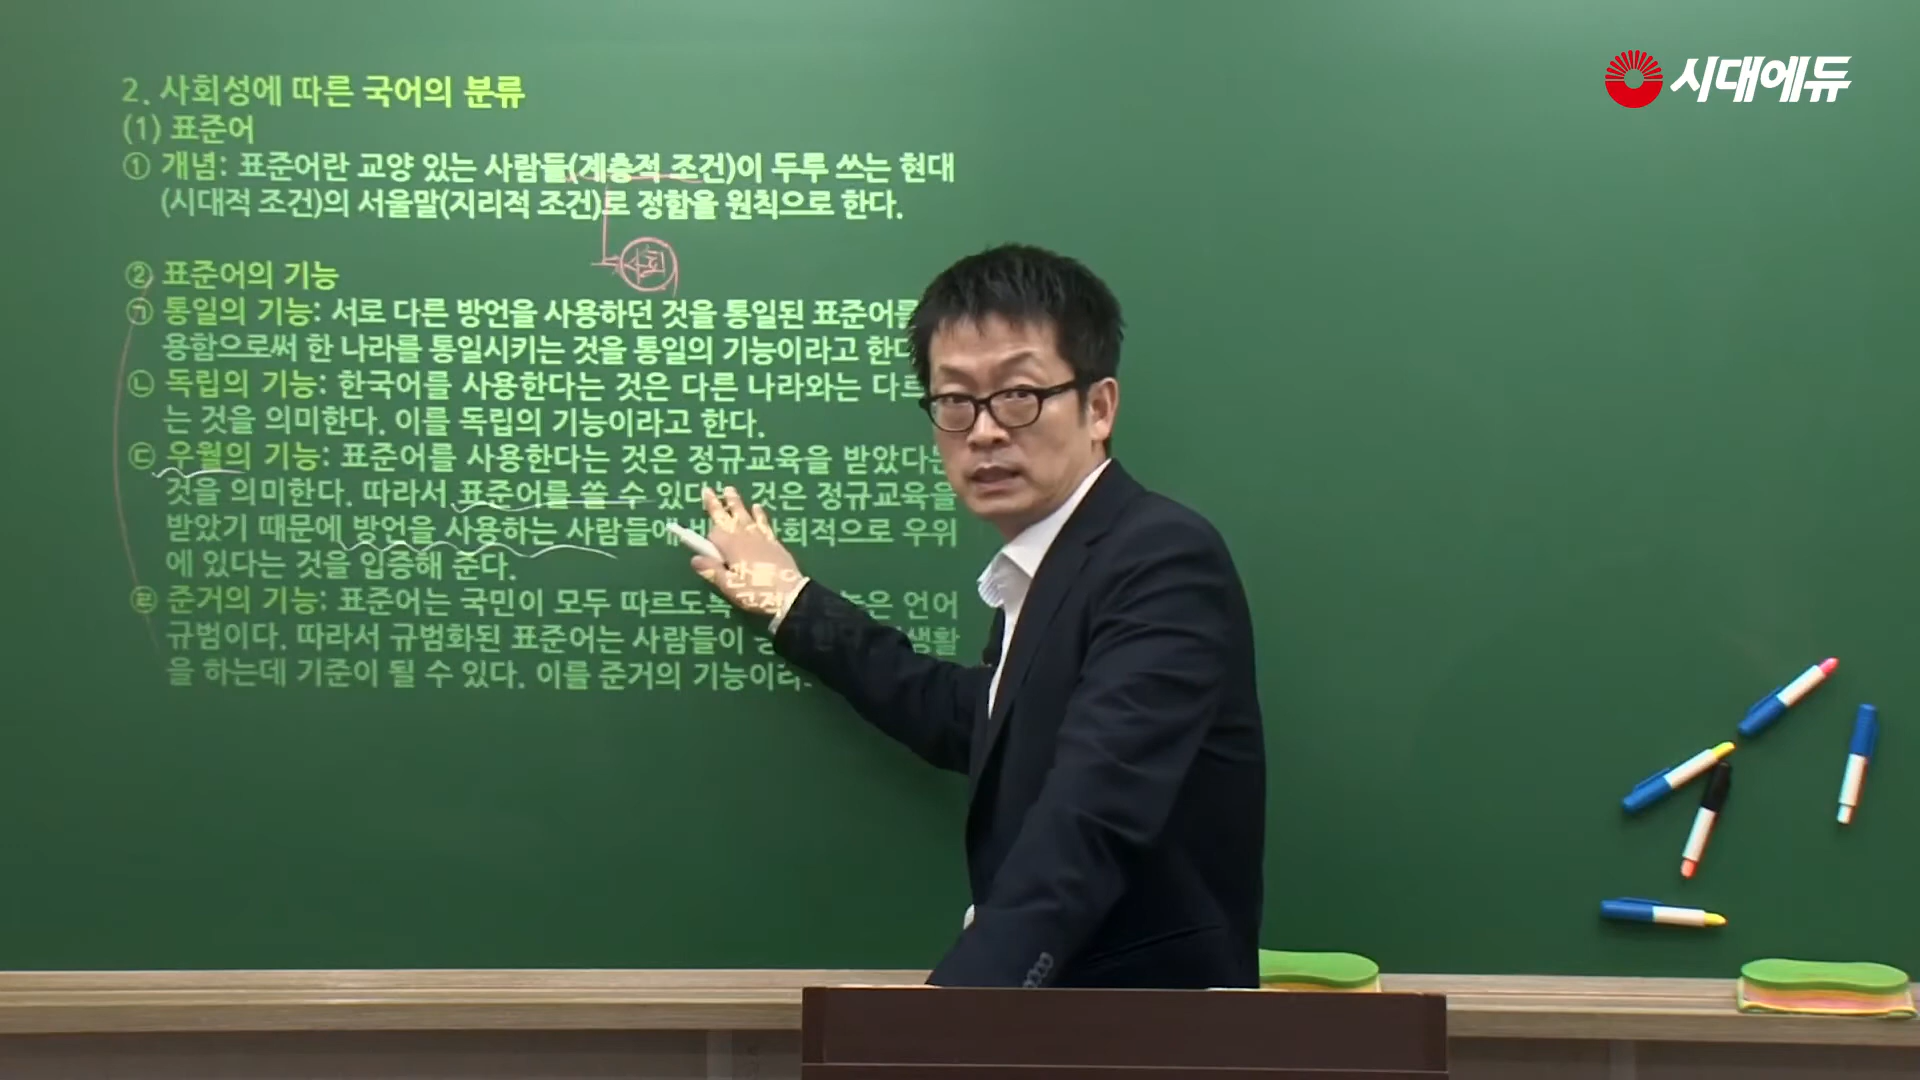 시대에듀
2. 사회성에 따른 국어의 분류
(1) 표준어
① 개념: 표준어란 교양 있는 사람들(계층적 조건)이 두루 쓰는 현대
(시대적 조건)의 서울말(지리적 조건)로 정함을 원칙으로 한다.
사회
② 표준어의 기능
㉠ 통일의 기능: 서로 다른 방언을 사용하던 것을 통일된 표준어를
용함으로써 한 나라를 통일시키는 것을 통일의 기능이라고 한다
㉡ 독립의 기능: 한국어를 사용한다는 것은 다른 나라와는 다르
는 것을 의미한다. 이를 독립의 기능이라고 한다.
㉢ 우월의 기능: 표준어를 사용한다는 것은 정규교육을 받았다는
것을 의미한다. 따라서 표준어를 쓸 수 있다는 것은 정규교육을
받았기 때문에 방언을 사용하는 사람들에 비해 사회적으로 우위
에 있다는 것을 입증해 준다.
㉣ 준거의 기능: 표준어는 국민이 모두 따르도록 만들어 언어
규범이다. 따라서 규범화된 표준어는 사람들이 생활
을 하는데 기준이 될 수 있다. 이를 준거의 기능이라